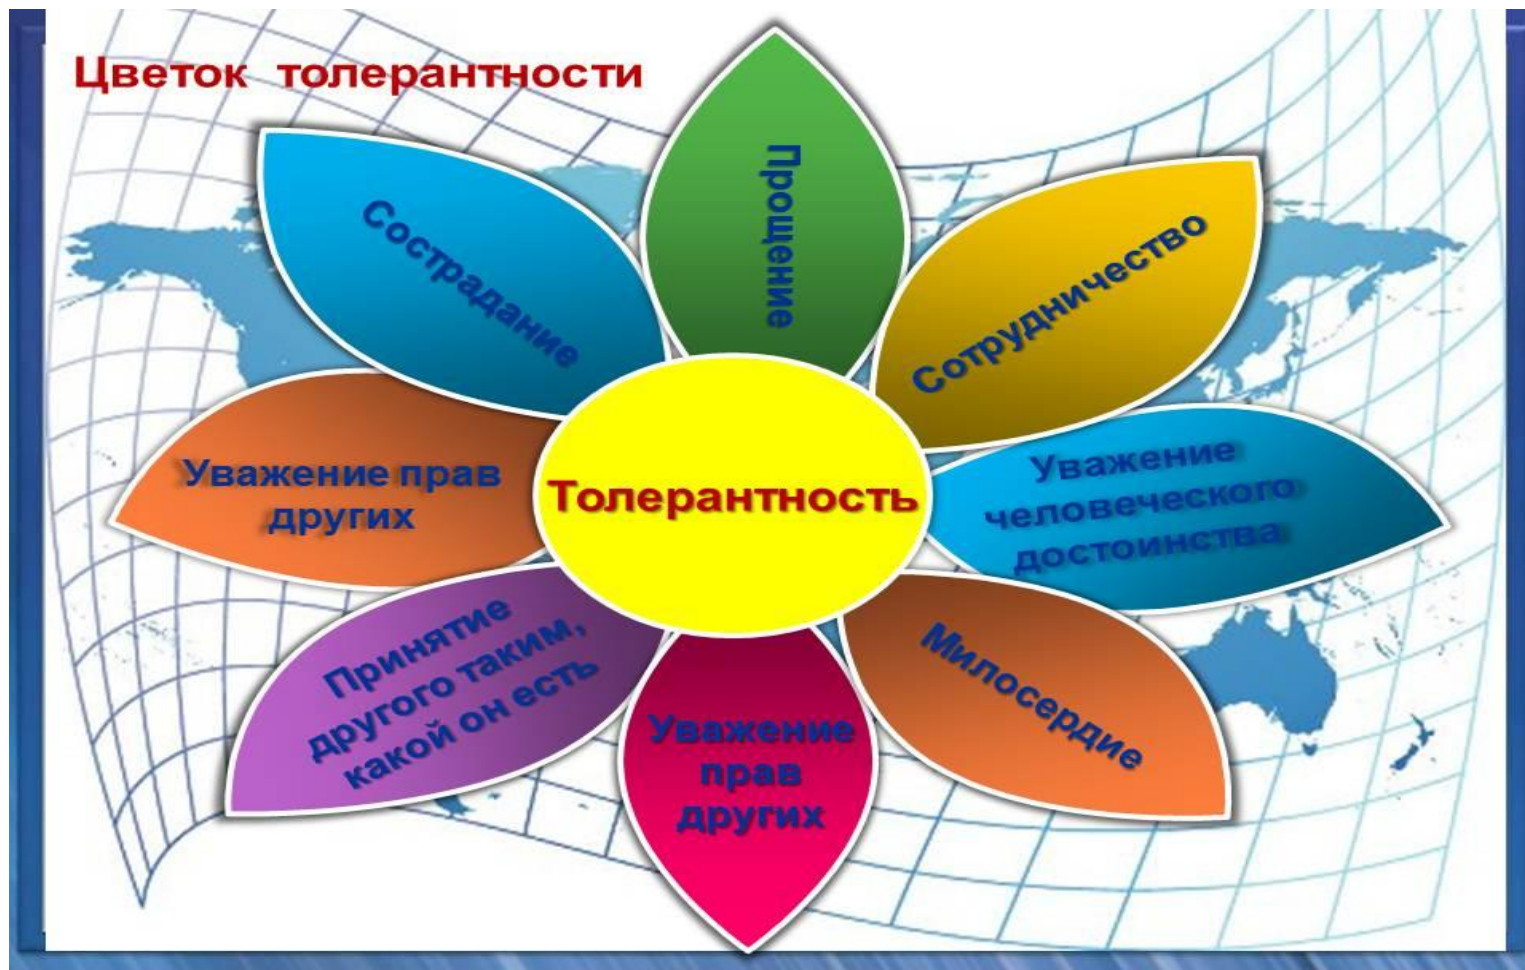 Цветок толерантности
Прощение
Сотрудничество
Уважение
человеческого
достоинства
Милосердие
Уважение
прав
других
Принятие
другого таким,
какой он есть
Уважение прав
других
Сострадание
Толерантность